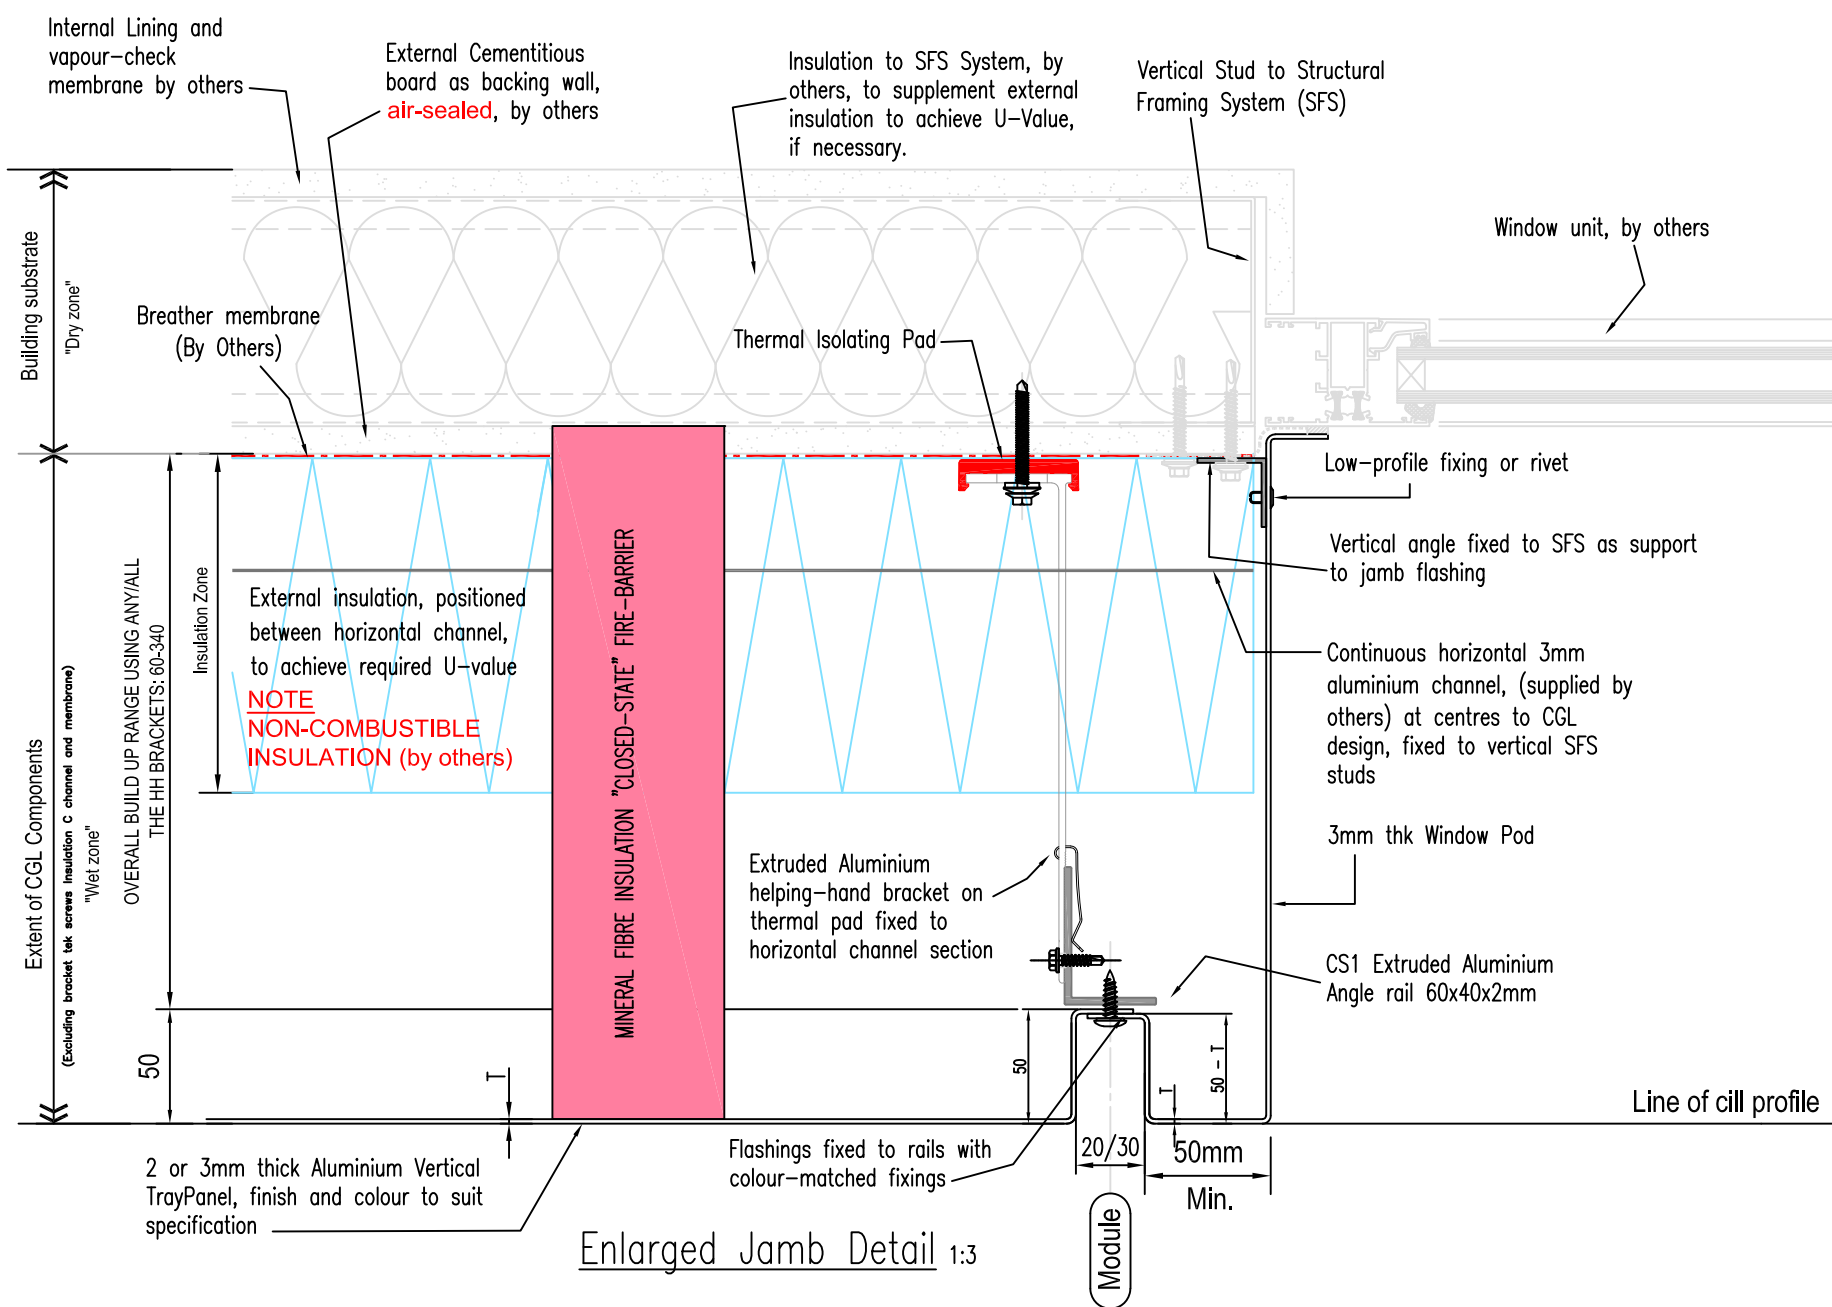 Internal Lining and
vapour-check
membrane by others
External Cementitious
board as backing wall,
air-sealed, by others
Insulation to SFS System, by
others, to supplement external
insulation to achieve U-Value,
if necessary.
Vertical Stud to Structural
Framing System (SFS)
Window unit, by others
Building substrate
"Dry zone"
Breather membrane
(By Others)
Thermal Isolating Pad
Low-profile fixing or rivet
Vertical angle fixed to SFS as support
to jamb flashing
Continuous horizontal 3mm
aluminium channel, (supplied by
others) at centres to CGL
design, fixed to vertical SFS
studs
3mm thk Window Pod
CS1 Extruded Aluminium
Angle rail 60x40x2mm
Line of cill profile
Extent of CGL Components
(Excluding bracket tek screws Insulation C channel and membrane)
"Wet zone"
OVERALL BUILD UP RANGE USING ANY/ALL
THE HH BRACKETS: 60-340
Insulation Zone
External insulation, positioned
between horizontal channel,
to achieve required U-value
NOTE
NON-COMBUSTIBLE
INSULATION (by others)
MINERAL FIBRE INSULATION "CLOSED-STATE" FIRE-BARRIER
Extruded Aluminium
helping-hand bracket on
thermal pad fixed to
horizontal channel section
50
T
50
T
50 - T
20/30
50mm
Min.
2 or 3mm thick Aluminium Vertical
TrayPanel, finish and colour to suit
specification
Flashings fixed to rails with
colour-matched fixings
Module
Enlarged Jamb Detail 1:3